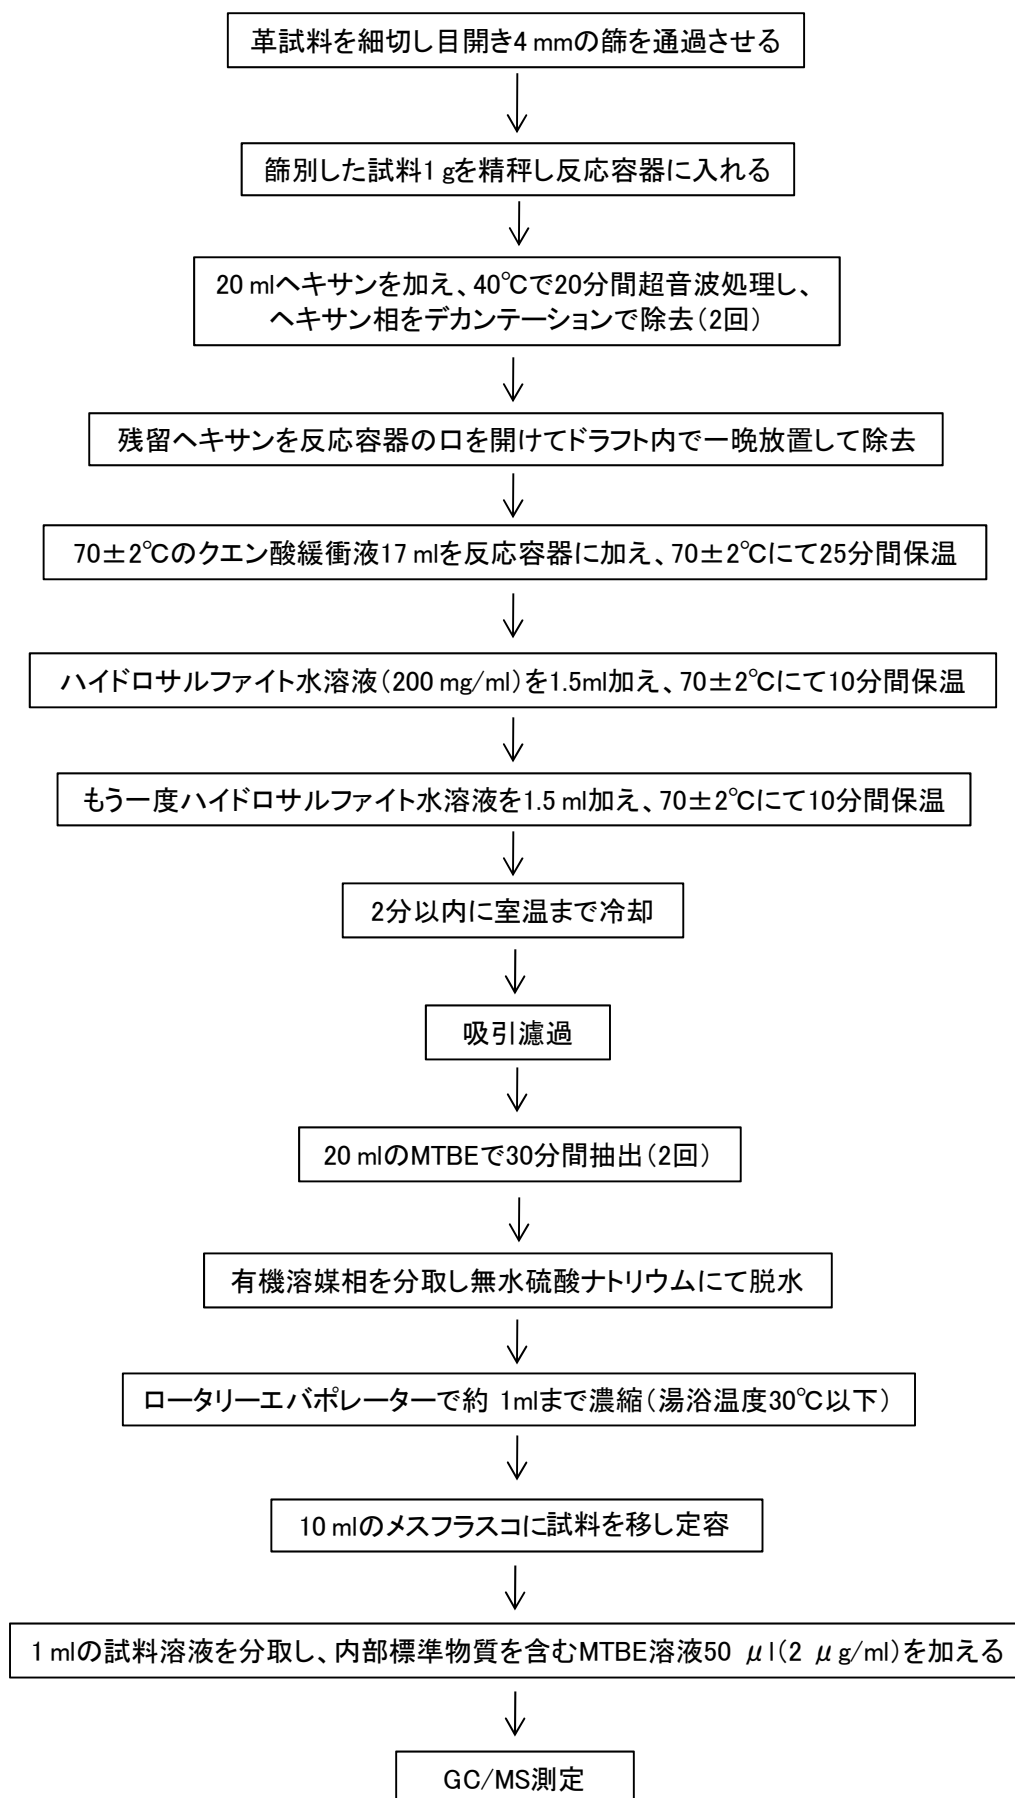 革試料を細切し目開き4 mmの篩を通過させる
篩別した試料1 gを精秤し反応容器に入れる
20 mlヘキサンを加え、40℃で20分間超音波処理し、
ヘキサン相をデカンテーションで除去（2回）
残留ヘキサンを反応容器の口を開けてドラフト内で一晩放置して除去
70±2℃のクエン酸緩衝液17 mlを反応容器に加え、70±2℃にて25分間保温
ハイドロサルファイト水溶液（200 mg/ml）を1.5ml加え、70±2℃にて10分間保温
もう一度ハイドロサルファイト水溶液を1.5 ml加え、70±2℃にて10分間保温
2分以内に室温まで冷却
吸引濾過
20 mlのMTBEで30分間抽出（2回）
有機溶媒相を分取し無水硫酸ナトリウムにて脱水
ロータリーエバポレーターで約 1mlまで濃縮（湯浴温度30℃以下）
10 mlのメスフラスコに試料を移し定容
1 mlの試料溶液を分取し、内部標準物質を含むMTBE溶液50 μl（2 μg/ml）を加える
GC/MS測定